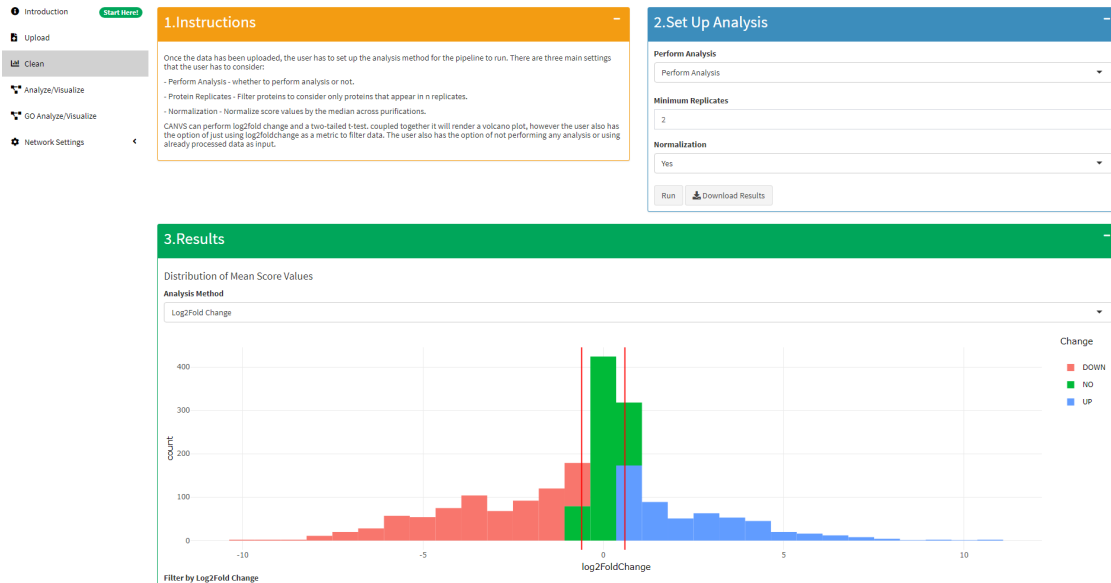 Introduction
Start Here!
Upload
Clean
Analyze/Visualize
GO Analyze/Visualize
Network Settings
1.Instructions
Once the data has been uploaded, the user has to set up the analysis method for the pipeline to run. There are three main settings
that the user has to consider:
- Perform Analysis - whether to perform analysis or not.
- Protein Replicates - Filter proteins to consider only proteins that appear in n replicates.
- Normalization - Normalize score values by the median across purifications.
CANVS can perform log2fold change and a two-tailed t-test. coupled together it will render a volcano plot, however the user also has
the option of just using log2foldchange as a metric to filter data. The user also has the option of not performing any analysis or using
already processed data as input.
2.Set Up Analysis
Perform Analysis
Perform Analysis
Minimum Replicates
2
Normalization
Yes
Run
Download Results
3.Results
Distribution of Mean Score Values
Analysis Method
Log2Fold Change
Change
DOWN
NO
UP
400
300
200
100
0
count
-10
-5
0
5
10
log2FoldChange
Filter by Log2Fold Change